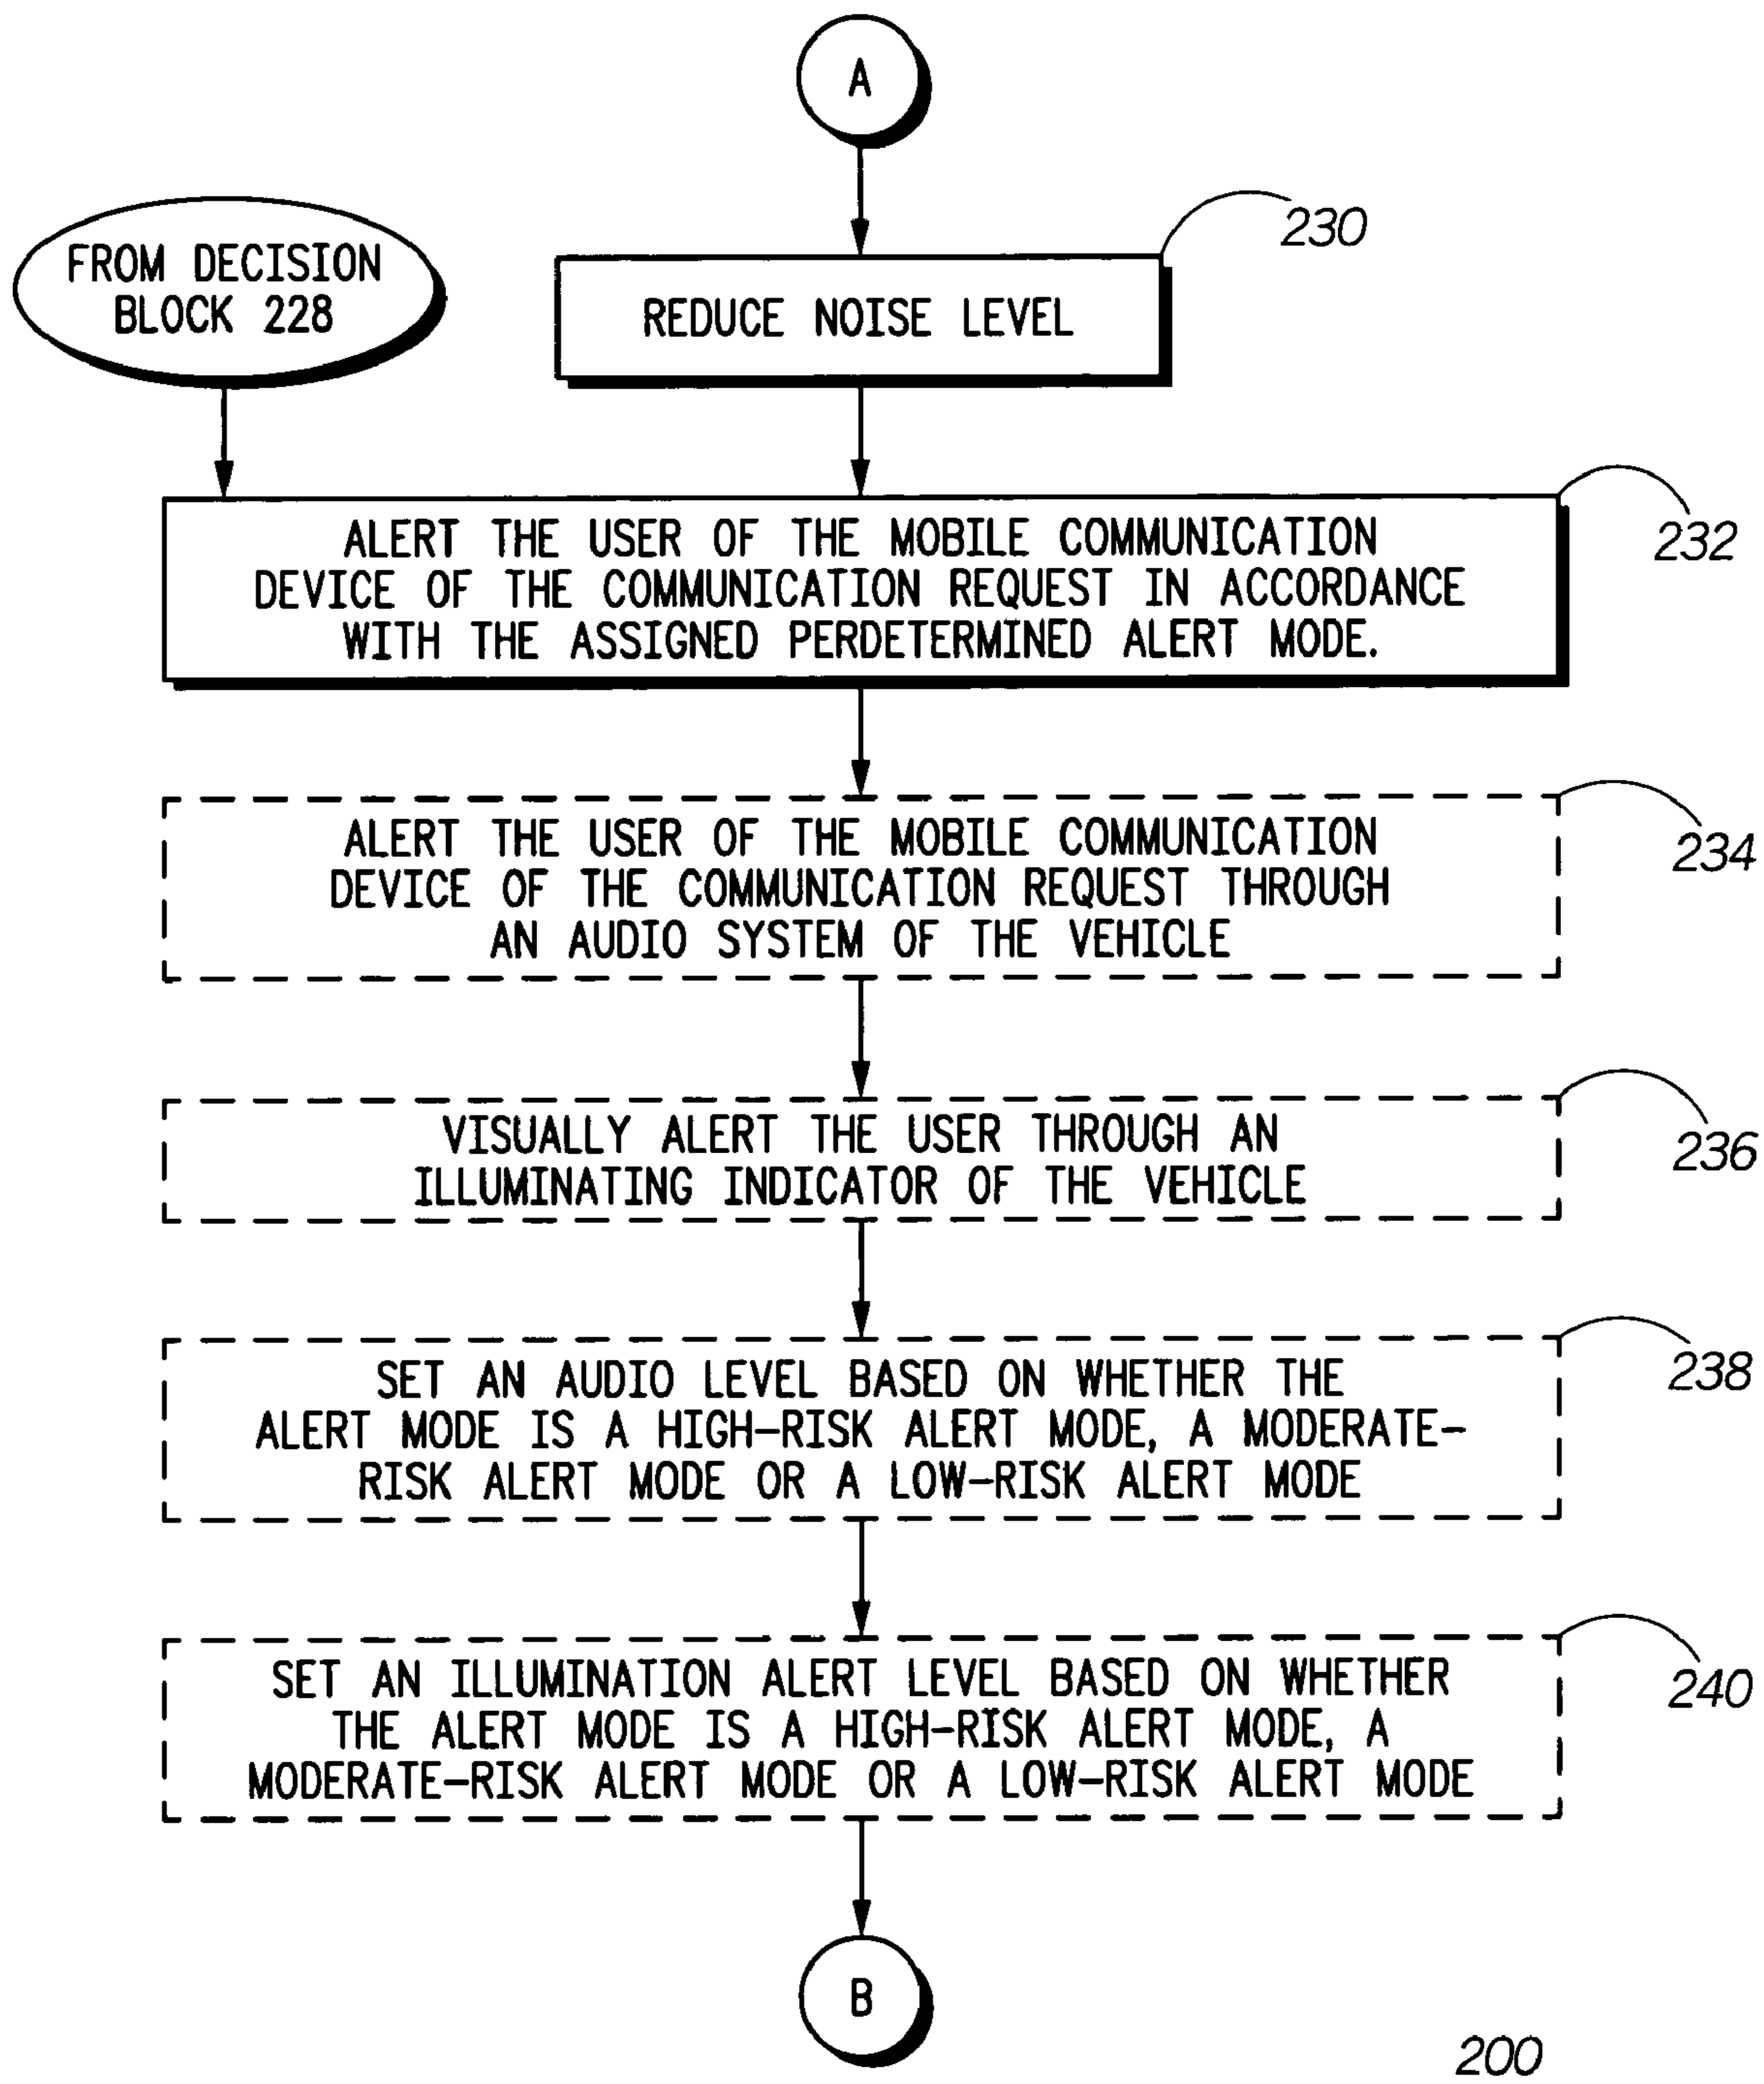 A
230
FROM DECISION
BLOCK 228
REDUCE NOISE LEVEL
232
ALERT THE USER OF THE MOBILE COMMUNICATION
DEVICE OF THE COMMUNICATION REQUEST IN ACCORDANCE
WITH THE ASSIGNED PERDETERMINED ALERT MODE.
234
ALERT THE USER OF THE MOBILE COMMUNICATION
DEVICE OF THE COMMUNICATION REQUEST THROUGH
AN AUDIO SYSTEM OF THE VEHICLE
236
VISUALLY ALERT THE USER THROUGH AN
ILLUMINATING INDICATOR OF THE VEHICLE
238
SET AN AUDIO LEVEL BASED ON WHETHER THE
ALERT MODE IS A HIGH-RISK ALERT MODE, A MODERATE-
RISK ALERT MODE OR A LOW-RISK ALERT MODE
240
SET AN ILLUMINATION ALERT LEVEL BASED ON WHETHER
THE ALERT MODE IS A HIGH-RISK ALERT MODE, A
MODERATE-RISK ALERT MODE OR A LOW-RISK ALERT MODE
B
200